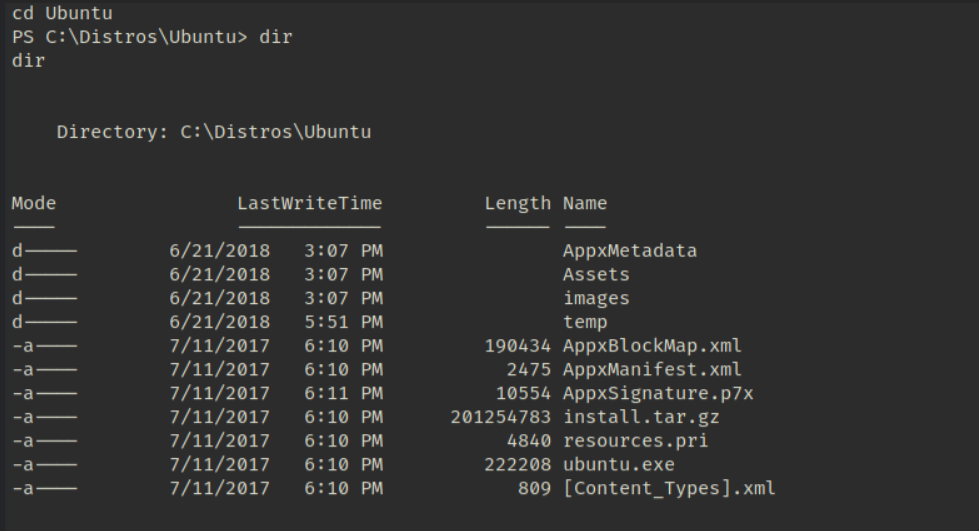 cd Ubuntu
PS C:\Distros\Ubuntu> dir
dir
Directory: C:\Distros\Ubuntu
Mode LastWriteTime Length Name
---- ------------- ------ ----
d----- 6/21/2018 3:07 PM AppxMetadata
d----- 6/21/2018 3:07 PM Assets
d----- 6/21/2018 3:07 PM images
d----- 6/21/2018 5:51 PM temp
-a---- 7/11/2017 6:10 PM 190434 AppxBlockMap.xml
-a---- 7/11/2017 6:10 PM 2475 AppxManifest.xml
-a---- 7/11/2017 6:11 PM 10554 AppxSignature.p7x
-a---- 7/11/2017 6:10 PM 201254783 install.tar.gz
-a---- 7/11/2017 6:10 PM 4840 resources.pri
-a---- 7/11/2017 6:10 PM 222208 ubuntu.exe
-a---- 7/11/2017 6:10 PM 809 [Content_Types].xml